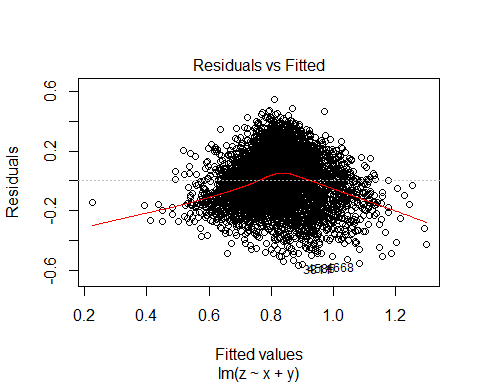 Residuals vs Fitted
Residuals
0.6
0.2
-0.2
-0.6
0.2
0.4
0.6
0.8
1.0
1.2
Fitted values
lm(z ~ x + y)